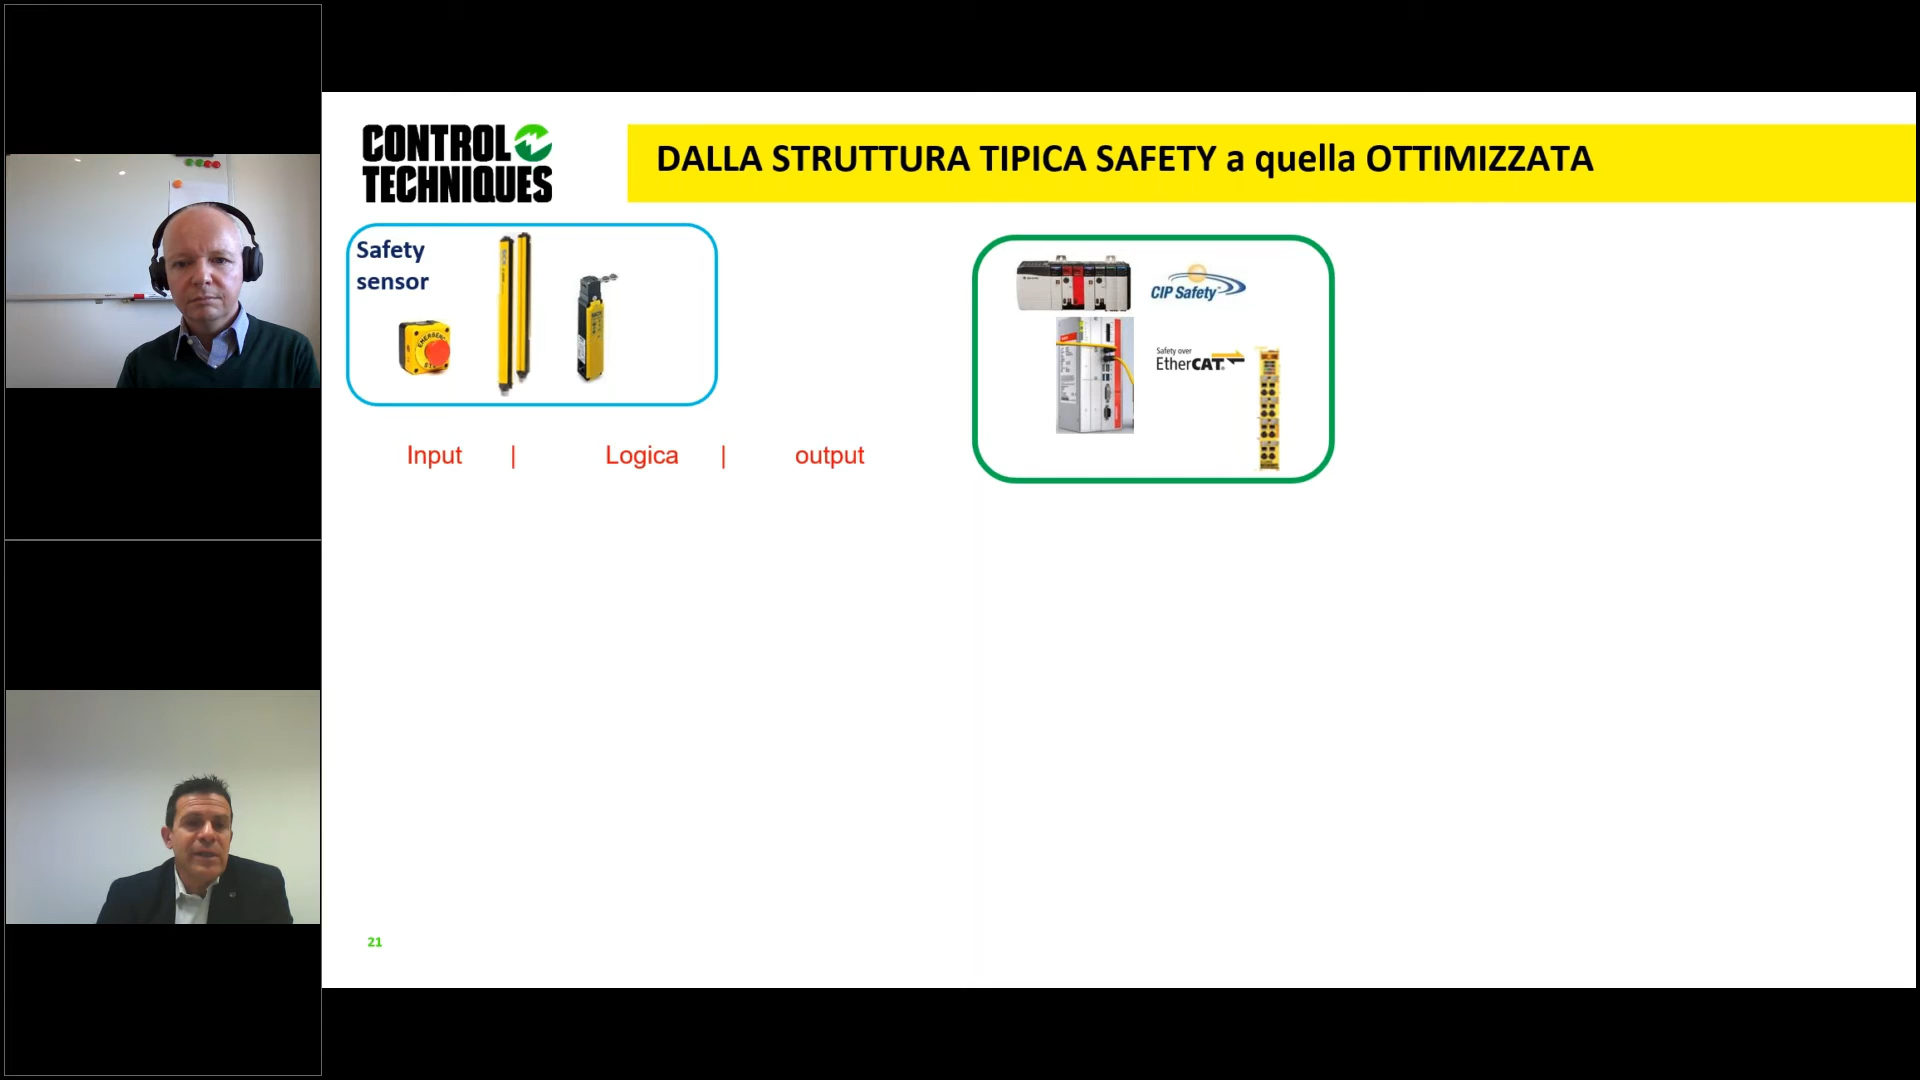 CONTROL
TECHNIQUES
DALLA STRUTTURA TIPICA SAFETY a quella OTTIMIZZATA
Safety
sensor
CIP Safety
Safety over
EtherCAT
Input | Logica | output
21